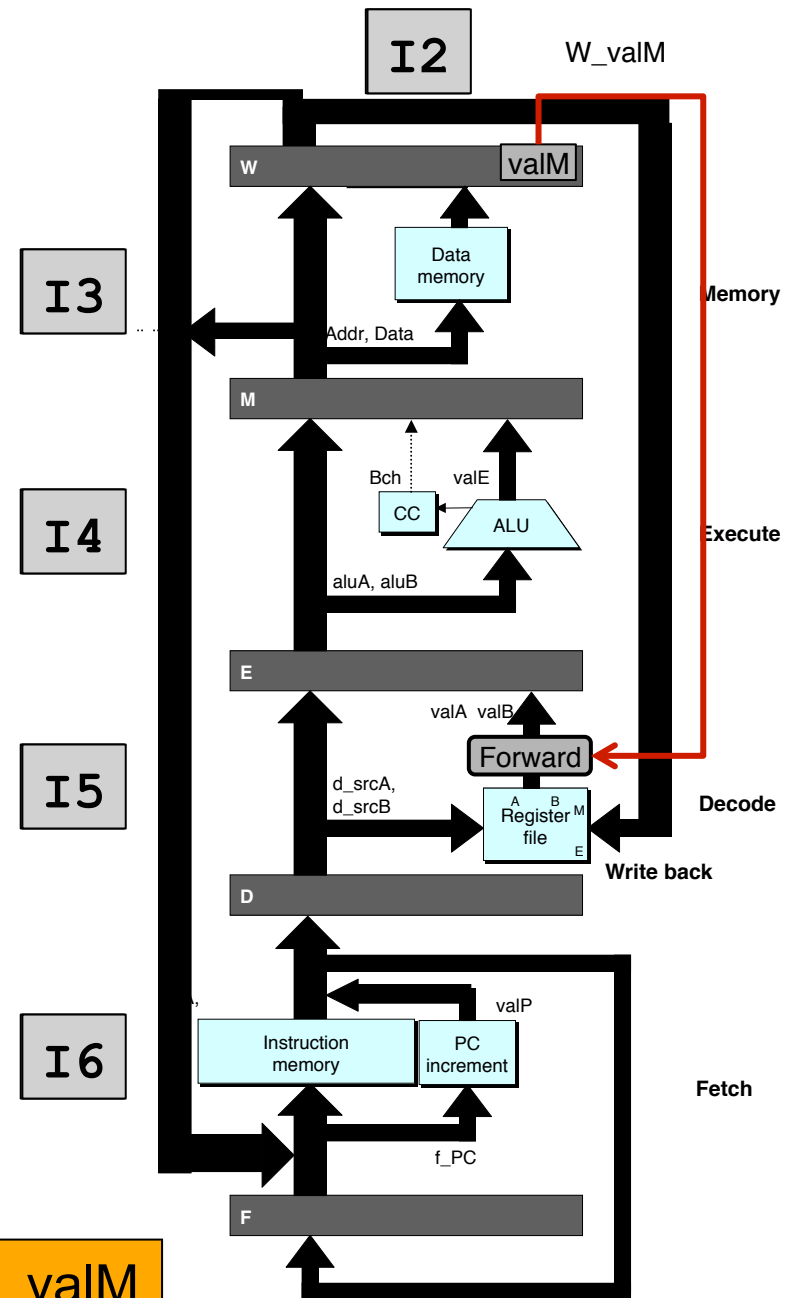 I2
W_valM
W
valM
Data
memory
I3
Memory
Addr, Data
M
Bch
valE
I4
CC
ALU
Execute
aluA, aluB
E
valA valB
Forward
I5
d_srcA,
d_srcB
A B
M
Register
file
E
Decode
Write back
D
valP
I6
Instruction
memory
PC
increment
Fetch
f_PC
F
valM